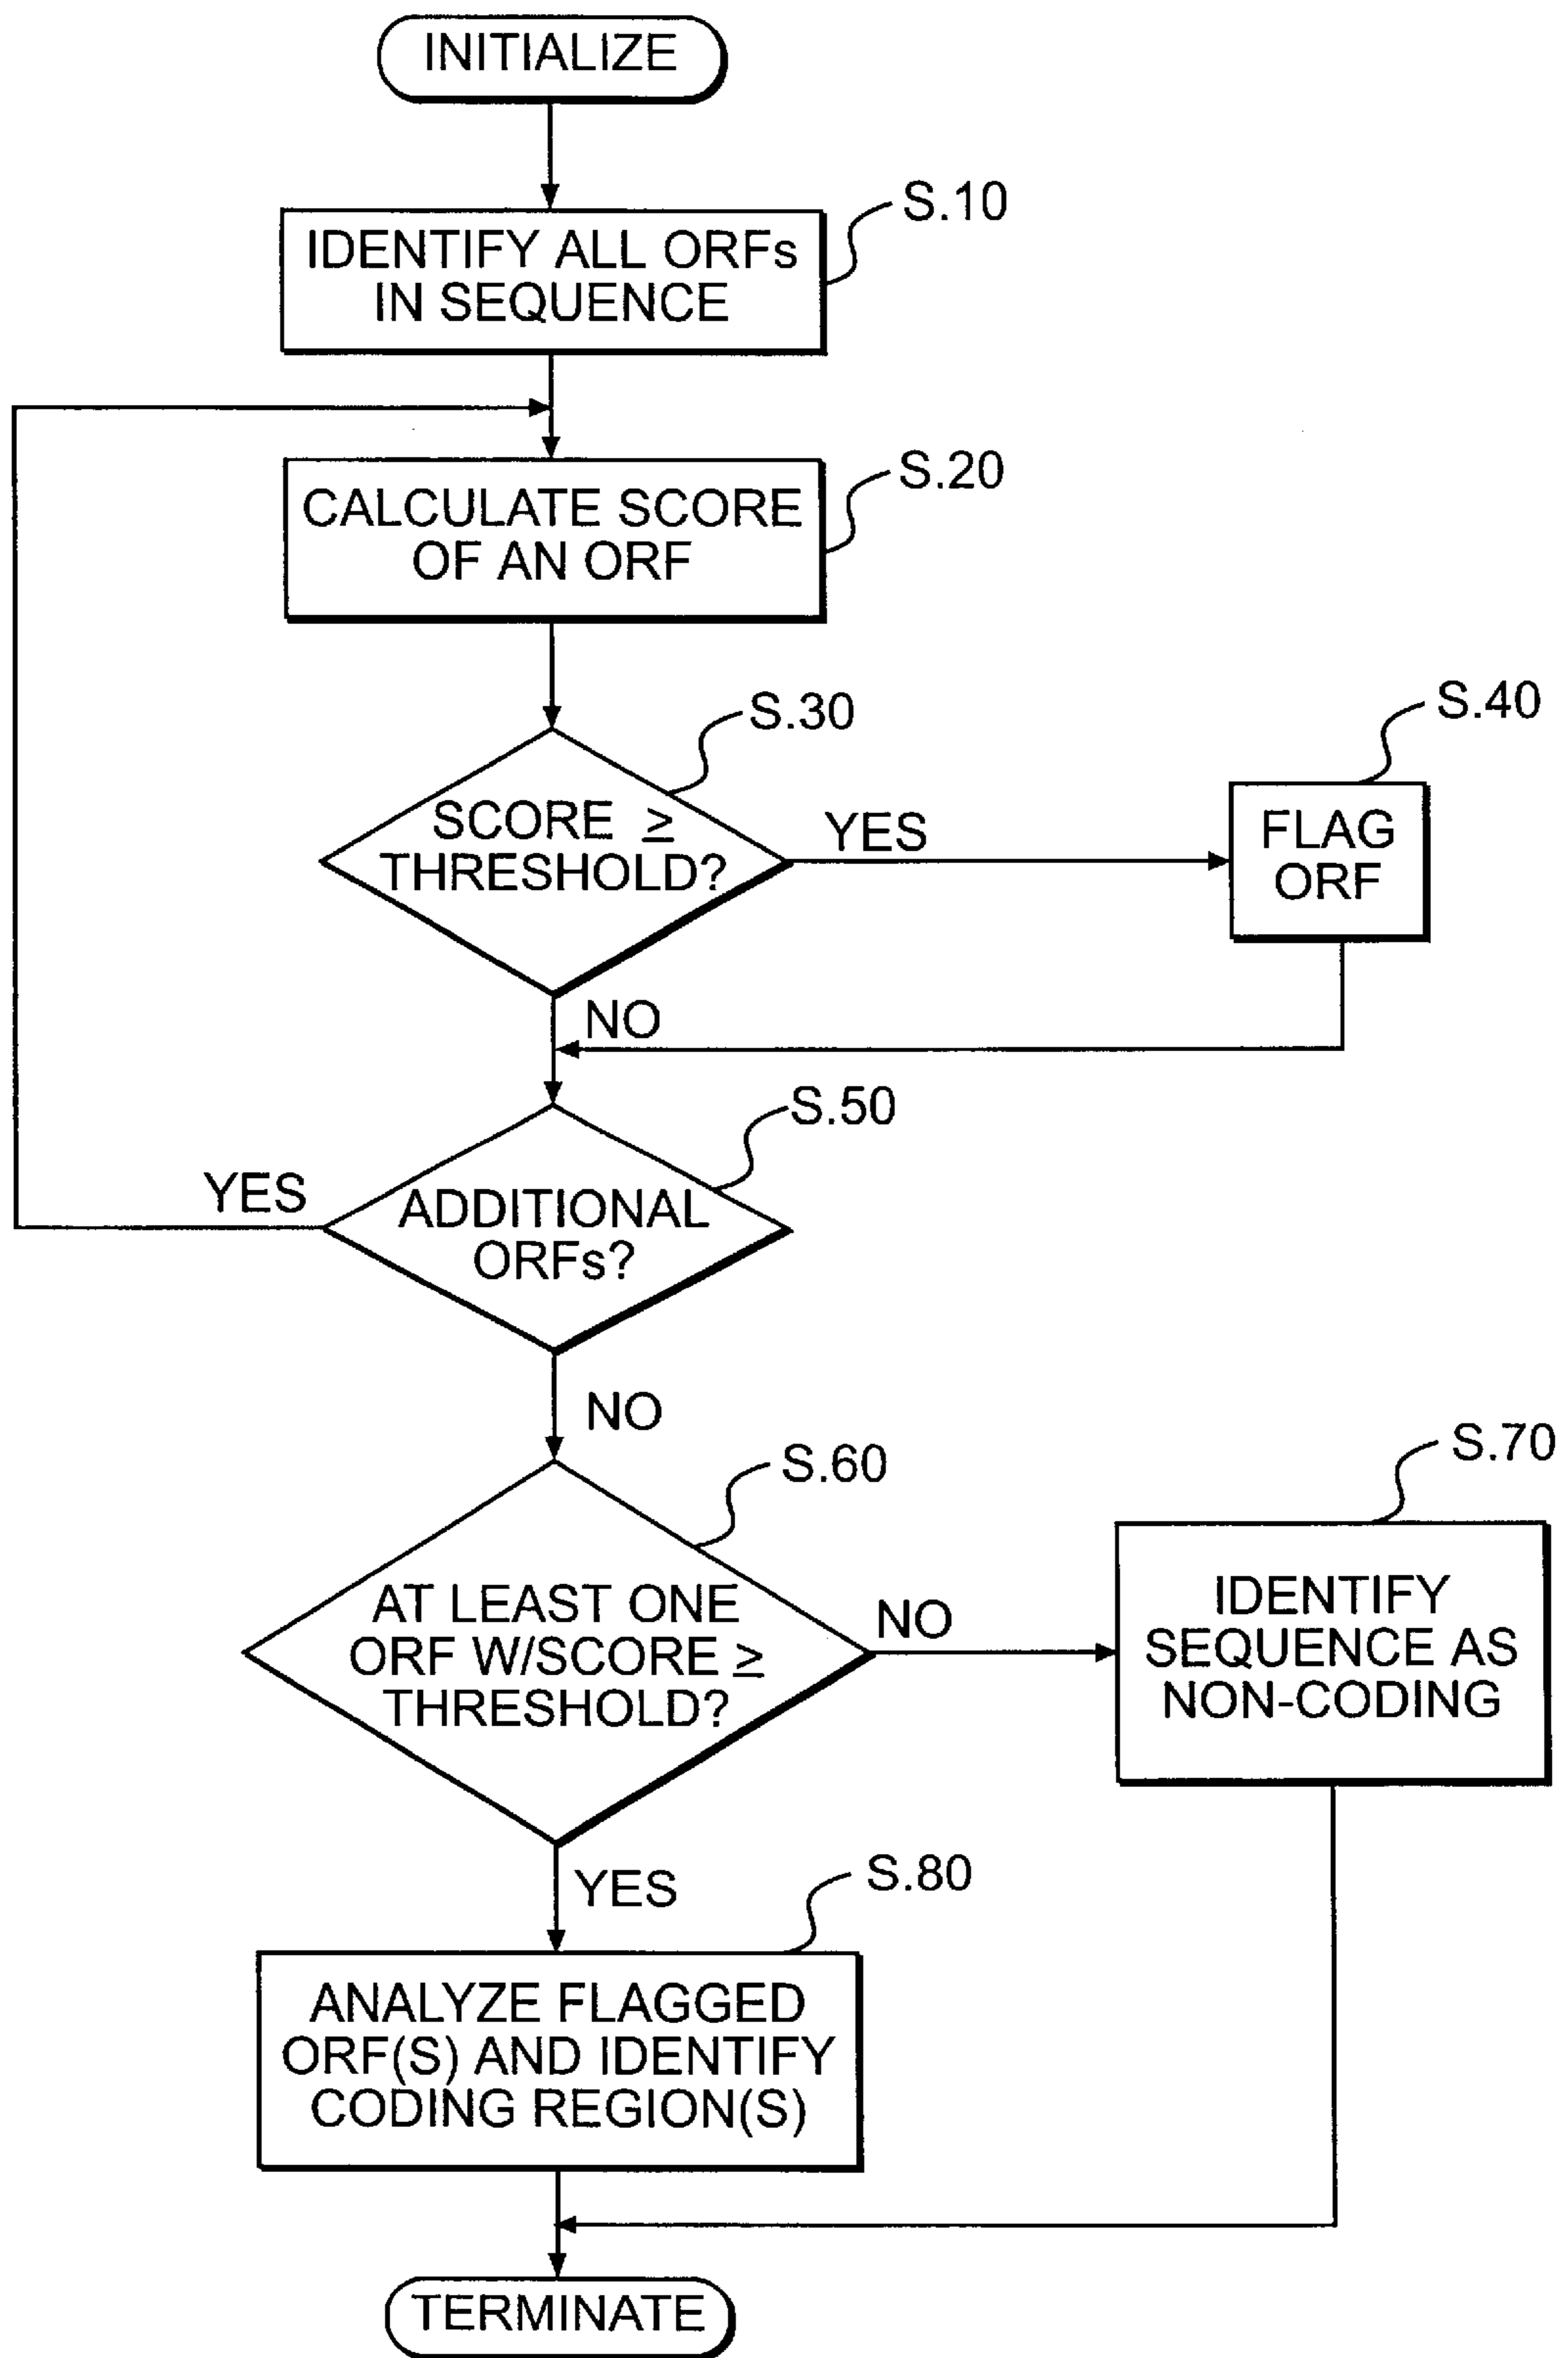 INITIALIZE
S.10
IDENTIFY ALL ORFs
IN SEQUENCE
S.20
CALCULATE SCORE
OF AN ORF
S.30
SCORE ≥
THRESHOLD?
YES
S.40
FLAG
ORF
NO
S.50
YES
ADDITIONAL
ORFs?
NO
S.60
AT LEAST ONE
ORF W/SCORE ≥
THRESHOLD?
NO
S.70
IDENTIFY
SEQUENCE AS
NON-CODING
YES
S.80
ANALYZE FLAGGED
ORF(S) AND IDENTIFY
CODING REGION(S)
TERMINATE